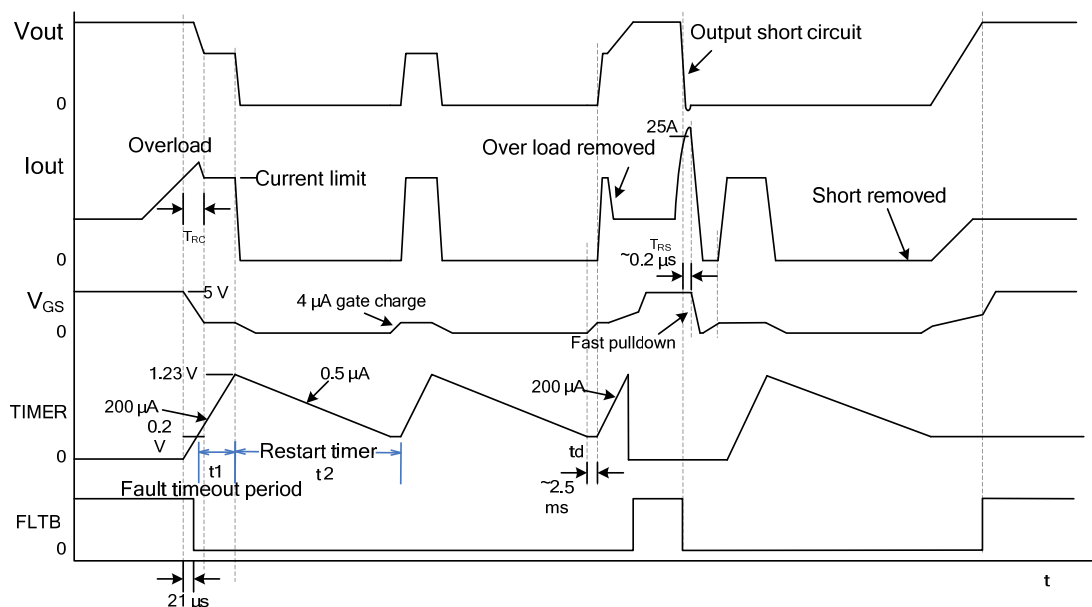 Vout
Output short circuit
0
25A
Overload
Over load removed
Iout
Current limit
Short removed
TRC
TRS
~0.2 µs
0
5 V
VGS
4 µA gate charge
0
Fast pulldown
1.23 V
0.5 µA
200 µA
200 µA
TIMER
0.2
V
Restart timer
td
0
t1
t2
Fault timeout period
~2.5
ms
FLTB
0
t
21 µs